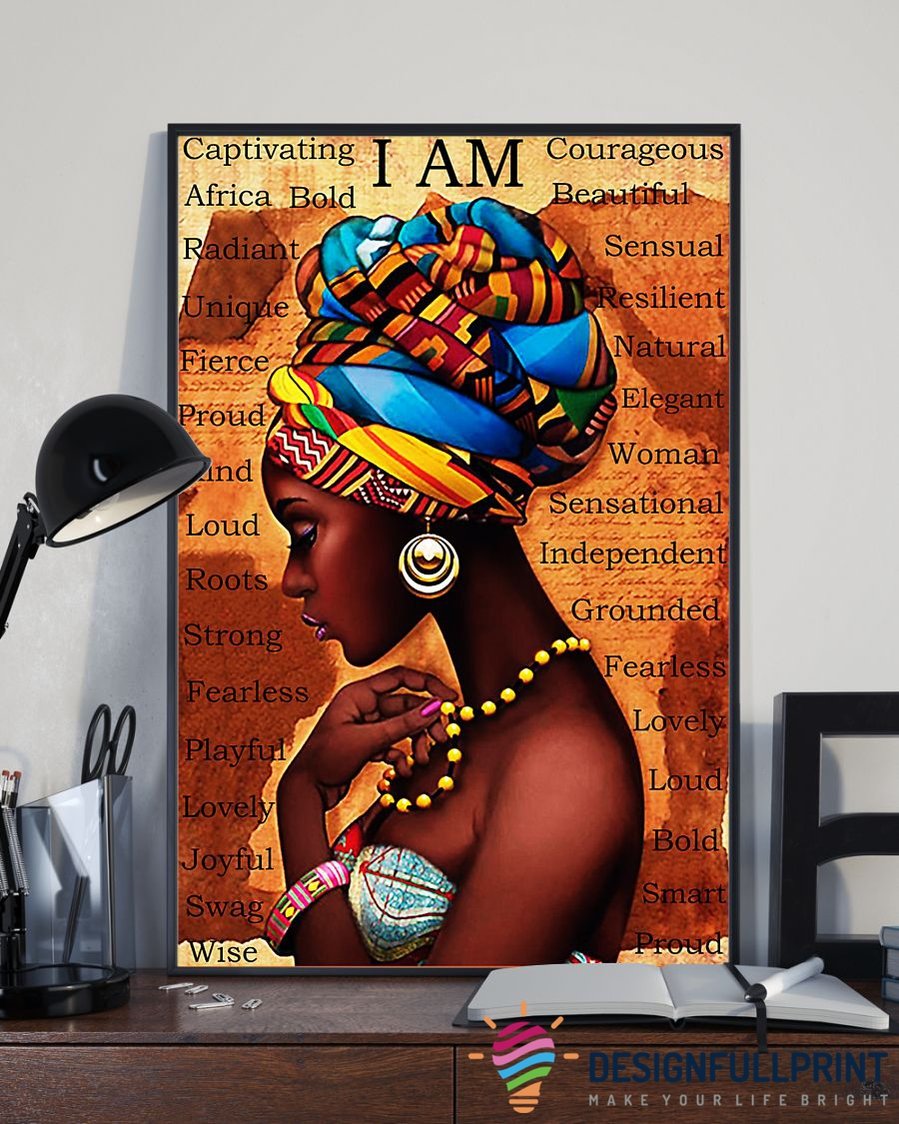 I AM
Captivating
Africa Bold
Radiant
Unique
Fierce
Proud
Kind
Loud
Roots
Strong
Fearless
Playful
Lovely
Joyful
Swag
Wise
Courageous
Beautiful
Sensual
Resilient
Natural
Elegant
Woman
Sensational
Independent
Grounded
Fearless
Lovely
Loud
Bold
Smart
Proud
DESIGNFULLPRINT
MAKE YOUR LIFE BRIGHT